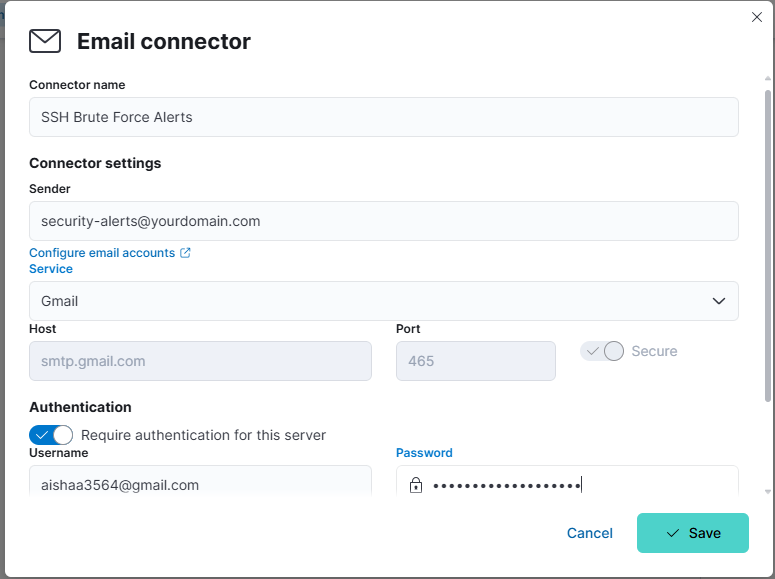 Email connector
Connector name
SSH Brute Force Alerts
Connector settings
Sender
security-alerts@yourdomain.com
Configure email accounts
Service
Gmail
Host Port
smtp.gmail.com 465 Secure
Authentication
Require authentication for this server
Username Password
aishaa3564@gmail.com •••••••••••••••••••
Cancel Save